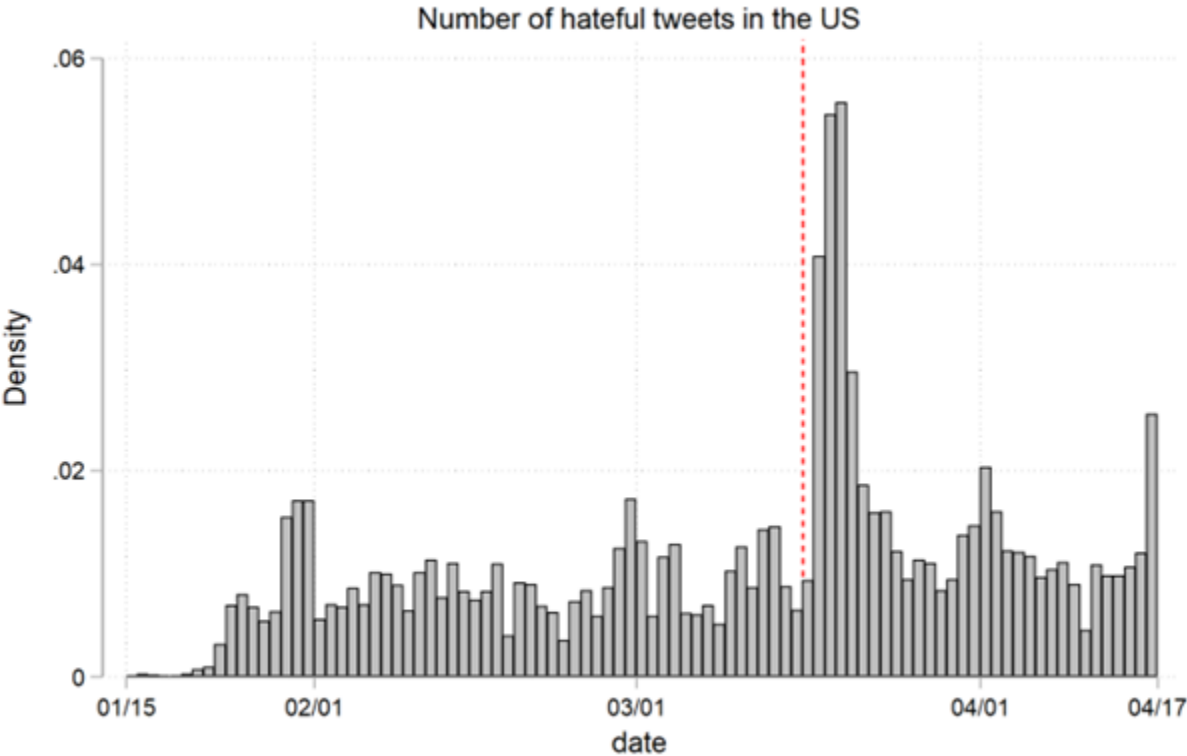 Number of hateful tweets in the US
.06
.04
.02
0
Density
01/15 02/01 03/01 04/01 04/17
date